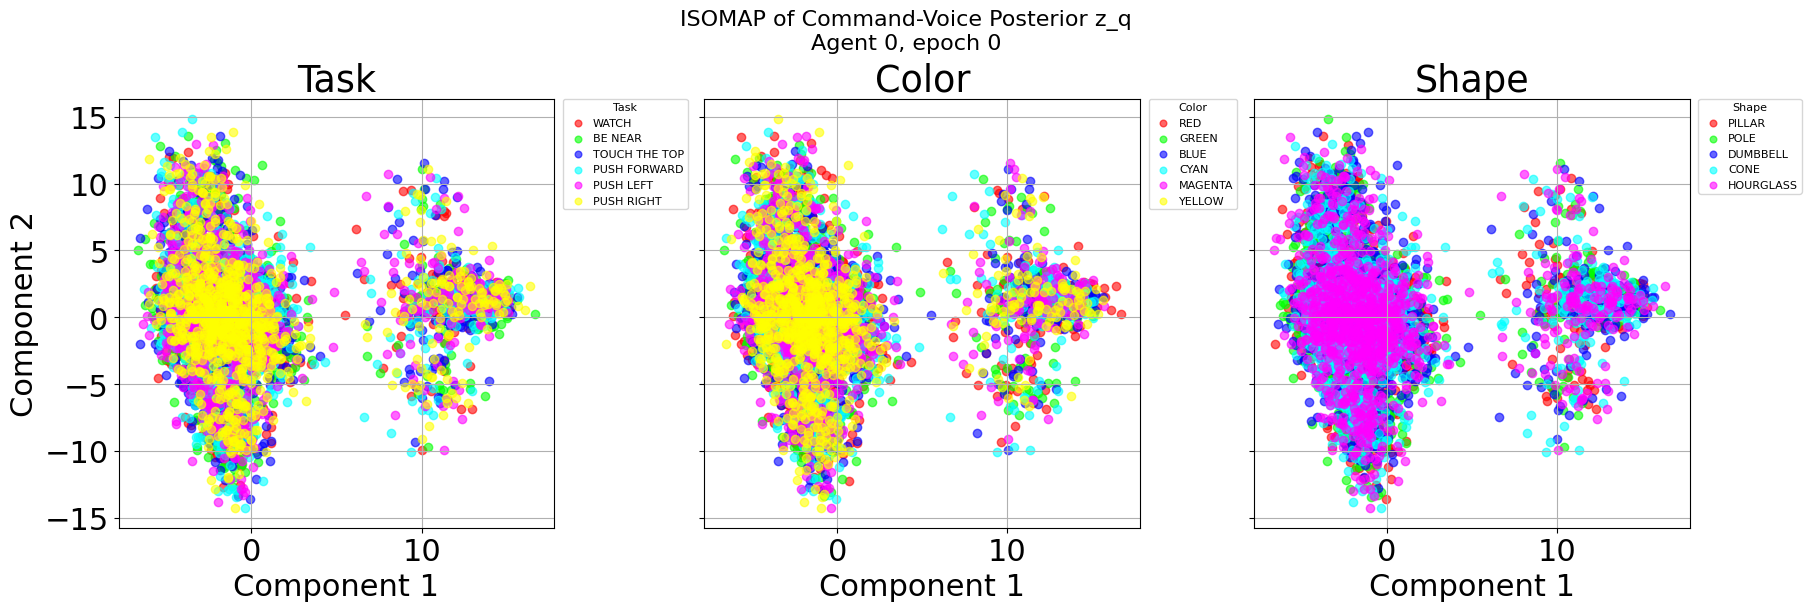 ISOMAP of Command-Voice Posterior z_q
Agent 0, epoch 0
Task
Component 2
15
10
5
0
−5
−10
−15
0
10
Component 1
Task
WATCH
BE NEAR
TOUCH THE TOP
PUSH FORWARD
PUSH LEFT
PUSH RIGHT
Color
0
10
Component 1
Color
RED
GREEN
BLUE
CYAN
MAGENTA
YELLOW
Shape
0
10
Component 1
Shape
PILLAR
POLE
DUMBBELL
CONE
HOURGLASS